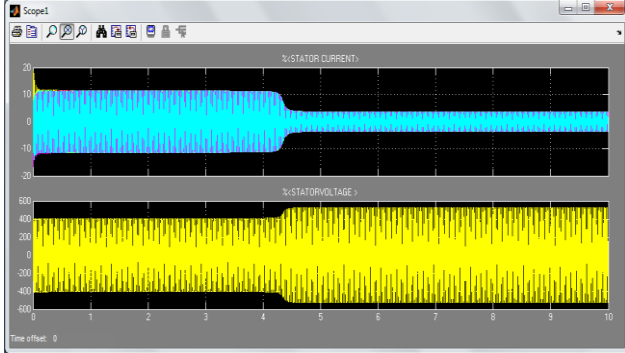 Scope1
%<STATOR CURRENT>
20
10
0
-10
-20
%<STATORVOLTAGE >
600
400
200
0
-200
-400
-600
0 1 2 3 4 5 6 7 8 9 10
Time offset: 0